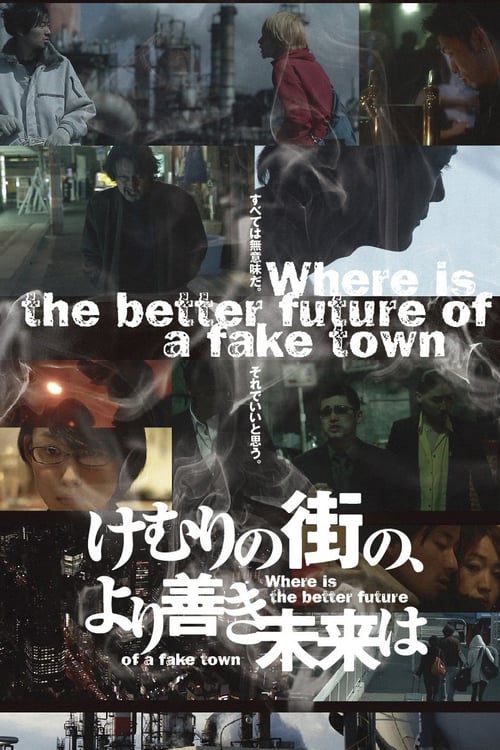 すべては無意味だ。
Where is
the better future of
a fake town
それでいいと思う。
けむりの街の、
Where is
the better future
より善き未来は
of a fake town